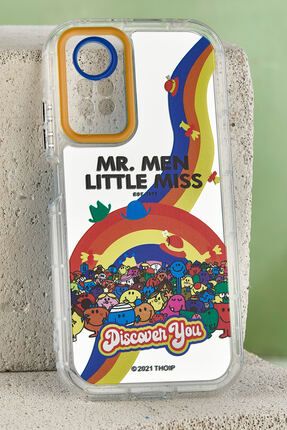 MR. MEN
LITTLE MISS
Discover You
© 2021 THOIP